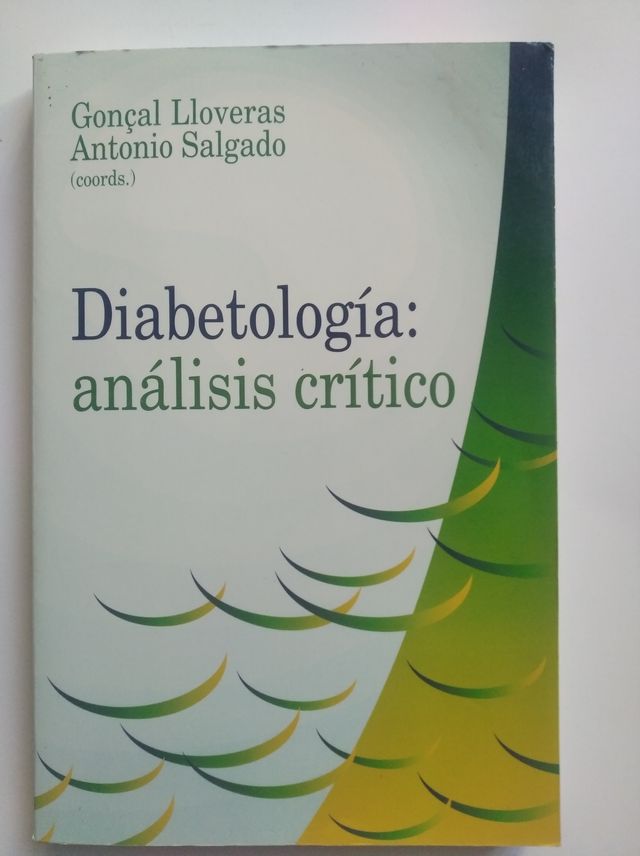 Gonçal Lloveras
Antonio Salgado
(coords.)
Diabetología:
análisis crítico